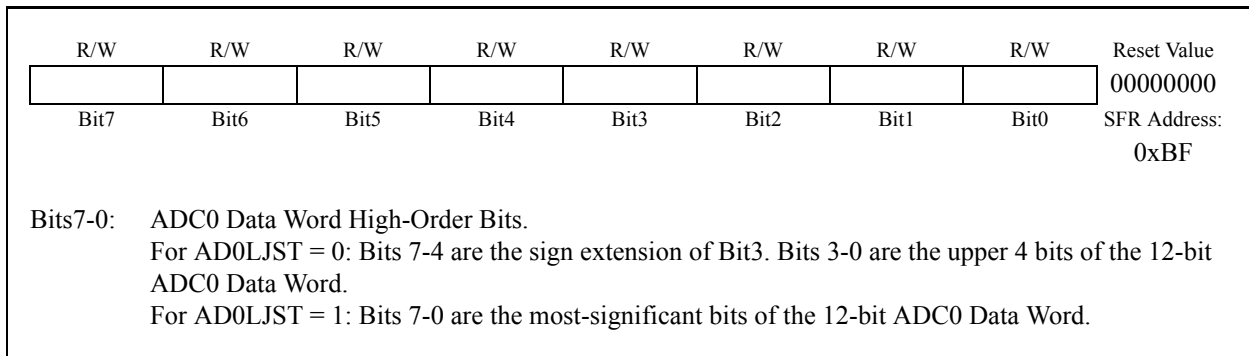 R/W R/W R/W R/W R/W R/W R/W R/W Reset Value
00000000
Bit7 Bit6 Bit5 Bit4 Bit3 Bit2 Bit1 Bit0 SFR Address:
0xBF
Bits7-0: ADC0 Data Word High-Order Bits.
For AD0LJST = 0: Bits 7-4 are the sign extension of Bit3. Bits 3-0 are the upper 4 bits of the 12-bit
ADC0 Data Word.
For AD0LJST = 1: Bits 7-0 are the most-significant bits of the 12-bit ADC0 Data Word.